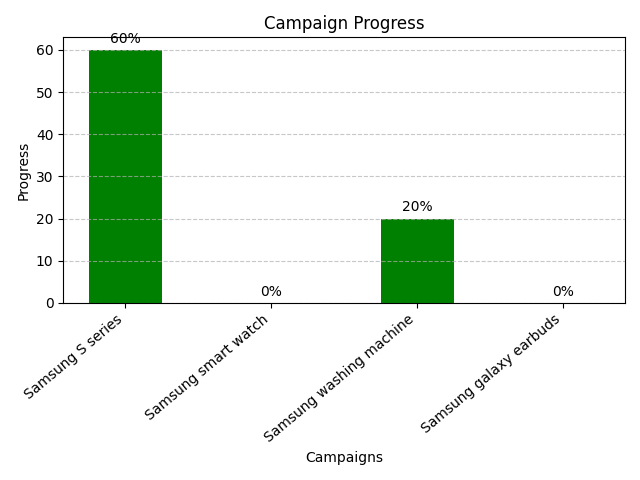 Campaign Progress
60%
60
50
40
30
20
10
0
Progress
0%
20%
0%
Samsung S series
Samsung smart watch
Samsung washing machine
Samsung galaxy earbuds
Campaigns